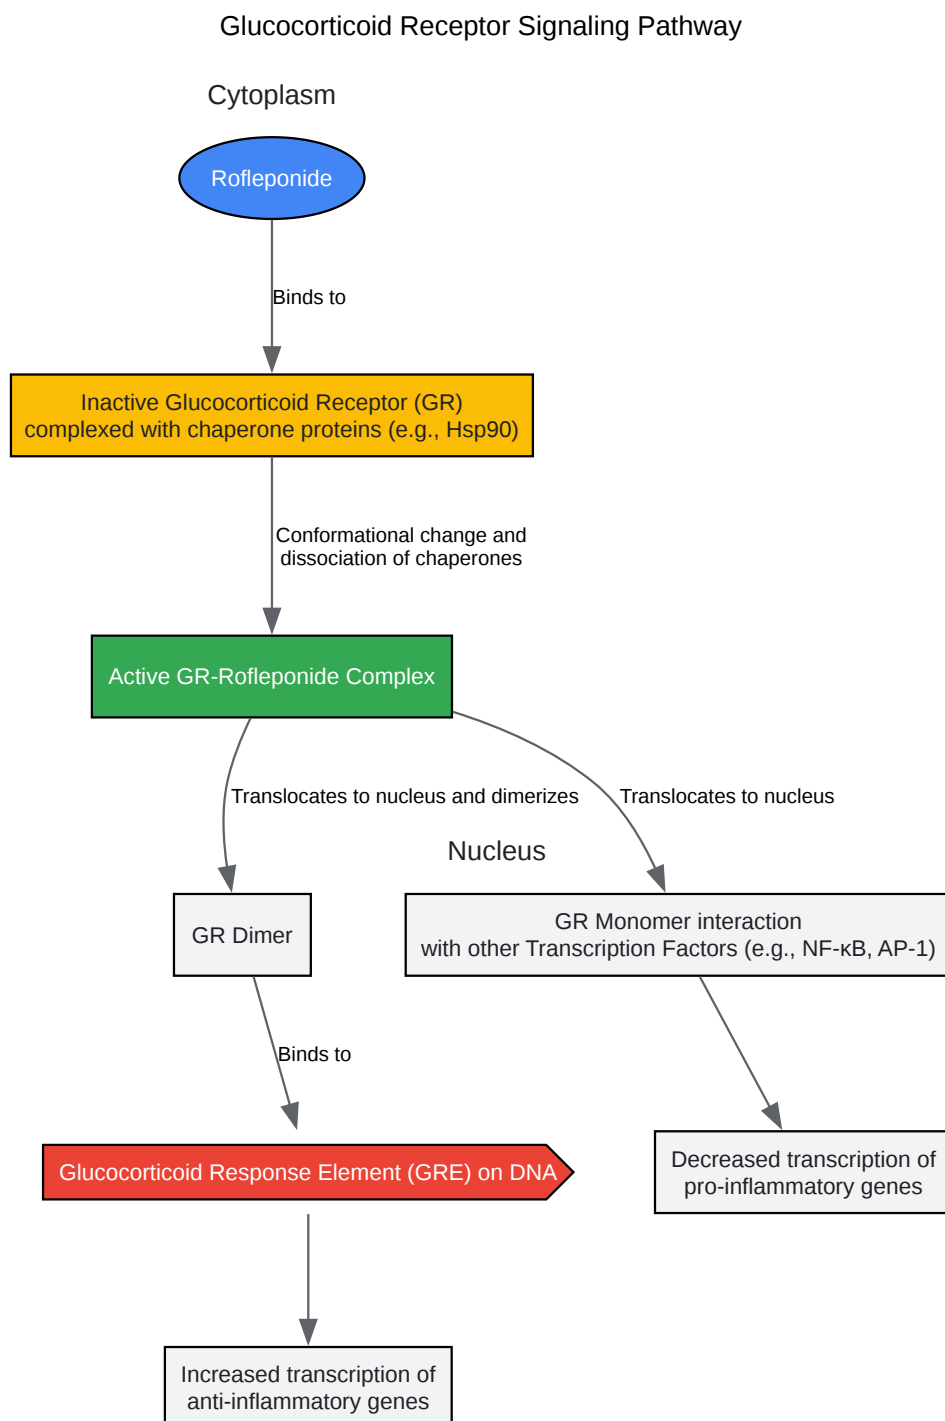 Glucocorticoid Receptor Signaling Pathway
Cytoplasm
Rofleponide
Binds to
Inactive Glucocorticoid Receptor (GR)
complexed with chaperone proteins (e.g., Hsp90)
Conformational change and
dissociation of chaperones
Active GR-Rofleponide Complex
Translocates to nucleus and dimerizes
Translocates to nucleus
Nucleus
GR Dimer
GR Monomer interaction
with other Transcription Factors (e.g., NF-κB, AP-1)
Binds to
Glucocorticoid Response Element (GRE) on DNA
Decreased transcription of
pro-inflammatory genes
Increased transcription of
anti-inflammatory genes